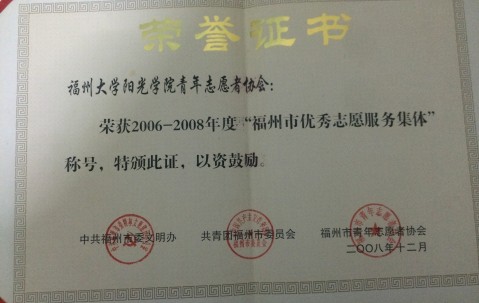 荣誉证书
福州大学阳光学院青年志愿者协会：
荣获2006-2008年度“福州市优秀志愿服务集体”
称号，特颁此证，以资鼓励。
中共福州市委文明办 共青团福州市委员会 福州市青年志愿者协会
二〇〇八年十二月